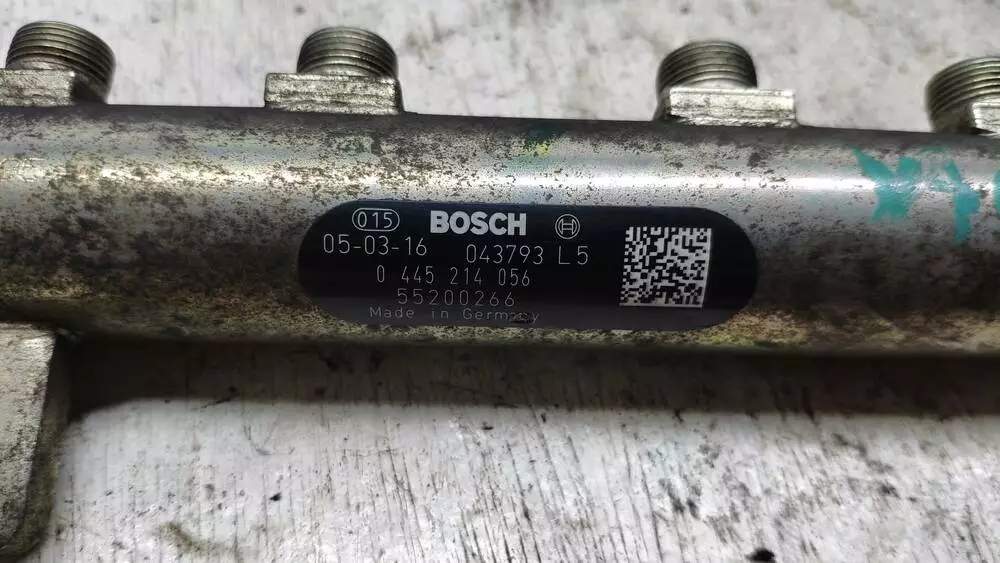 015 BOSCH
05-03-16 043793 L5
0 445 214 056
55200266
Made in Germany